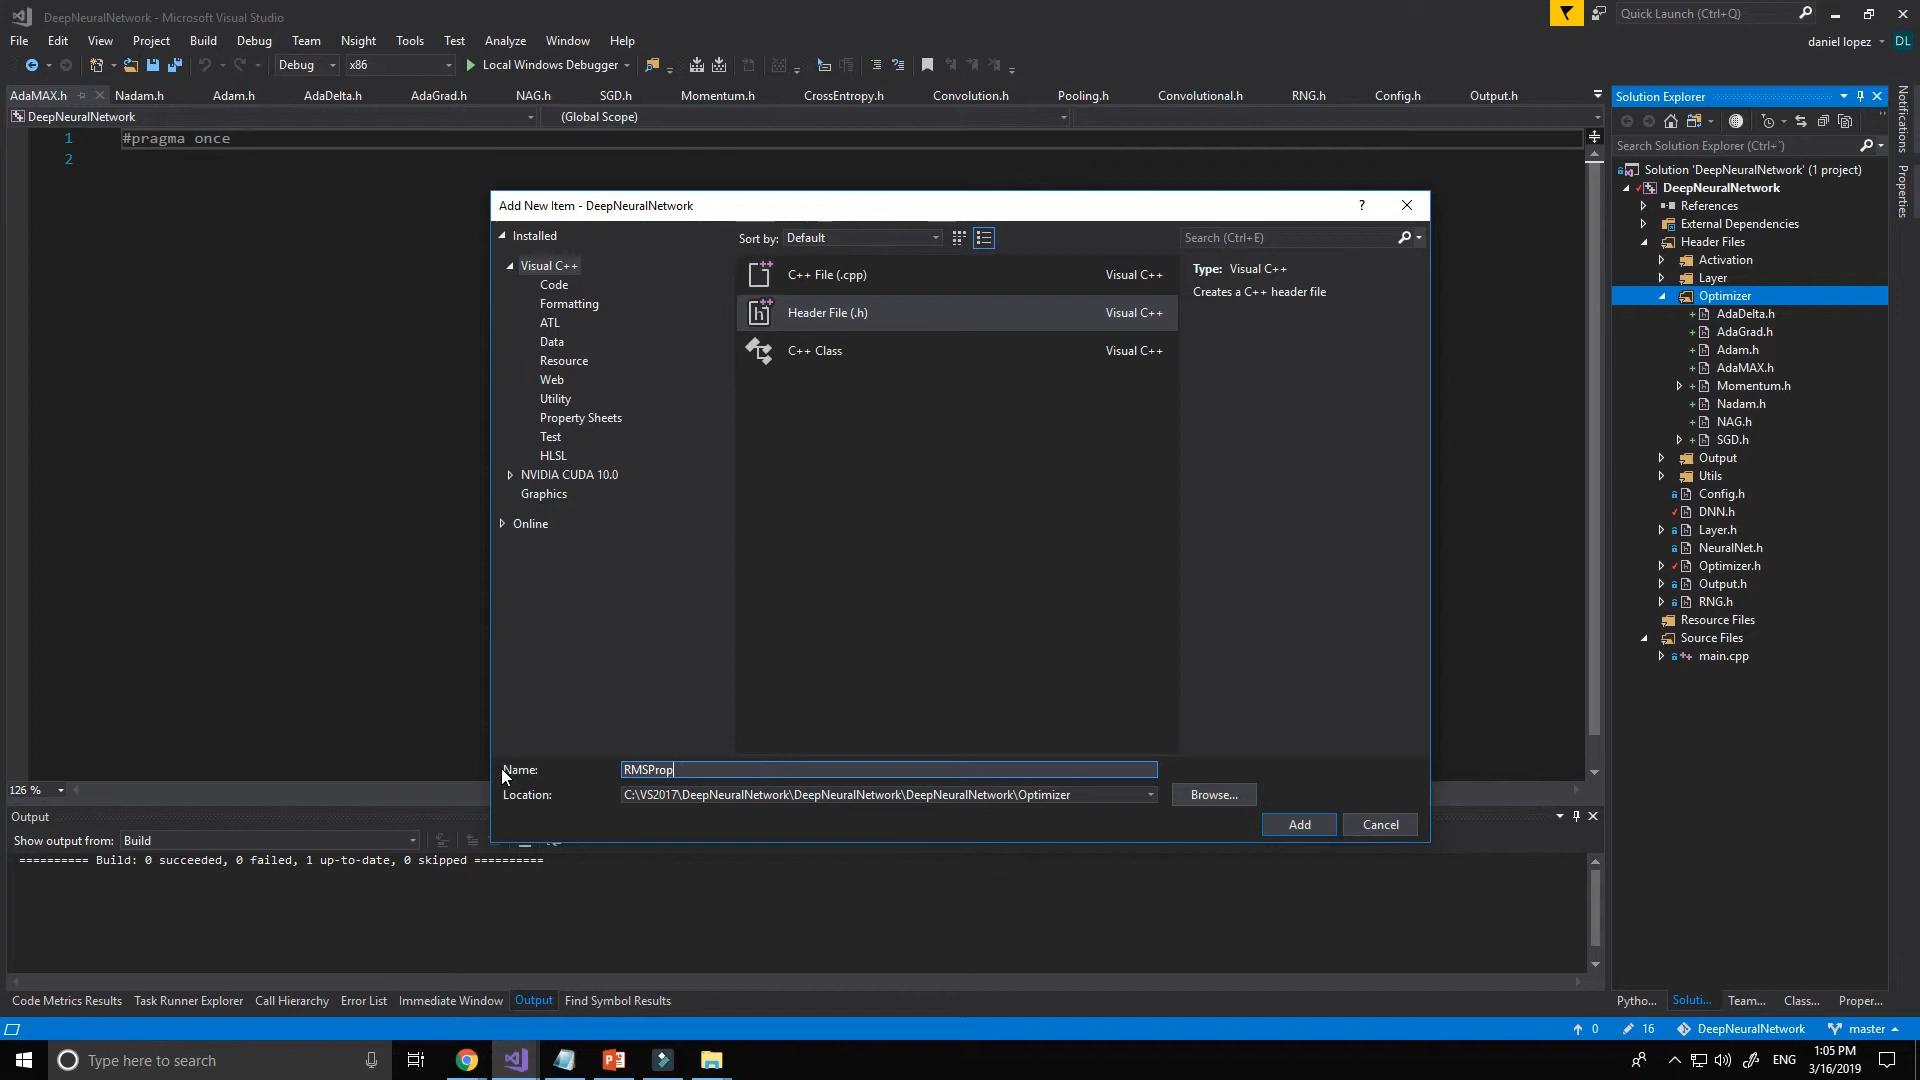 DeepNeuralNetwork - Microsoft Visual Studio
Quick Launch (Ctrl+Q)
File Edit View Project Build Debug Team Nsight Tools Test Analyze Window Help
daniel lopez DL
Debug x86 Local Windows Debugger
AdaMAX.h Nadam.h Adam.h AdaDelta.h AdaGrad.h NAG.h SGD.h Momentum.h CrossEntropy.h Convolution.h Pooling.h Convolutional.h RNG.h Config.h Output.h
DeepNeuralNetwork (Global Scope)
1 #pragma once
2
Add New Item - DeepNeuralNetwork
?
Installed
Sort by: Default
Search (Ctrl+E)
Visual C++
Code
Formatting
ATL
Data
Resource
Web
Utility
Property Sheets
Test
HLSL
NVIDIA CUDA 10.0
Graphics
Online
C++ File (.cpp) Visual C++
Header File (.h) Visual C++
C++ Class Visual C++
Type: Visual C++
Creates a C++ header file
Name: RMSProp
Location: C:\VS2017\DeepNeuralNetwork\DeepNeuralNetwork\DeepNeuralNetwork\Optimizer
Browse...
Add Cancel
Solution Explorer
Search Solution Explorer (Ctrl+`)
Solution 'DeepNeuralNetwork' (1 project)
DeepNeuralNetwork
References
External Dependencies
Header Files
Activation
Layer
Optimizer
AdaDelta.h
AdaGrad.h
Adam.h
AdaMAX.h
Momentum.h
Nadam.h
NAG.h
SGD.h
Output
Utils
Config.h
DNN.h
Layer.h
NeuralNet.h
Optimizer.h
Output.h
RNG.h
Resource Files
Source Files
main.cpp
Notifications
Properties
126 %
Output
Show output from: Build
========== Build: 0 succeeded, 0 failed, 1 up-to-date, 0 skipped ==========
Code Metrics Results Task Runner Explorer Call Hierarchy Error List Immediate Window Output Find Symbol Results
Pytho... Soluti... Team... Class... Proper...
0 16 DeepNeuralNetwork master
Type here to search
ENG
1:05 PM
3/16/2019